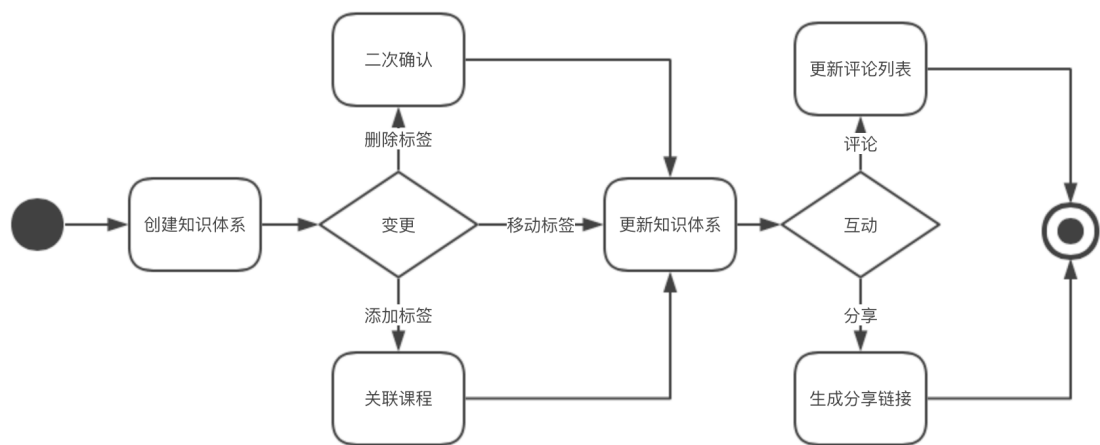 二次确认
更新评论列表
删除标签
评论
创建知识体系
变更
移动标签
更新知识体系
互动
添加标签
分享
关联课程
生成分享链接